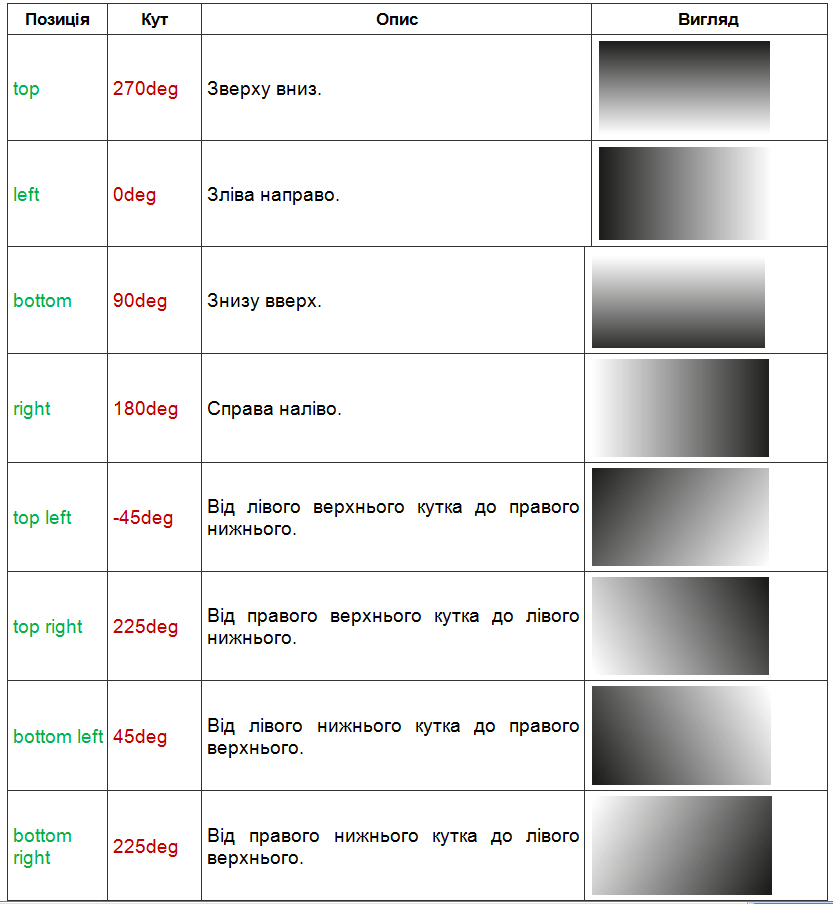 Позиція Кут Опис Вигляд
top 270deg Зверху вниз.
left 0deg Зліва направо.
bottom 90deg Знизу вверх.
right 180deg Справа наліво.
top left -45deg Від лівого верхнього кутка до правого
нижнього.
top right 225deg Від правого верхнього кутка до лівого
нижнього.
bottom left 45deg Від лівого нижнього кутка до правого
верхнього.
bottom
right 225deg Від правого нижнього кутка до лівого
верхнього.